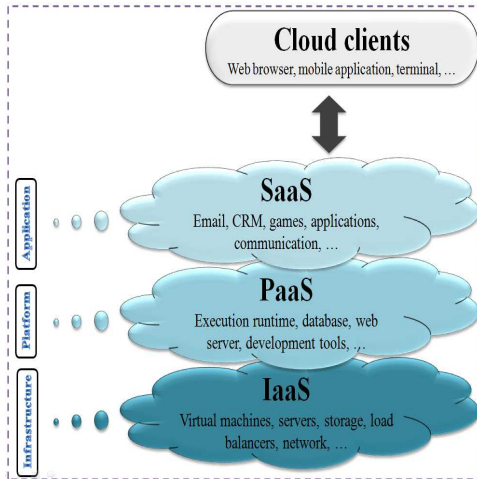 Cloud clients
Web browser, mobile application, terminal, ...
Application
SaaS
Email, CRM, games, applications,
communication, ...
Platform
PaaS
Execution runtime, database, web
server, development tools, ...
Infrastructure
IaaS
Virtual machines, servers, storage, load
balancers, network, ...